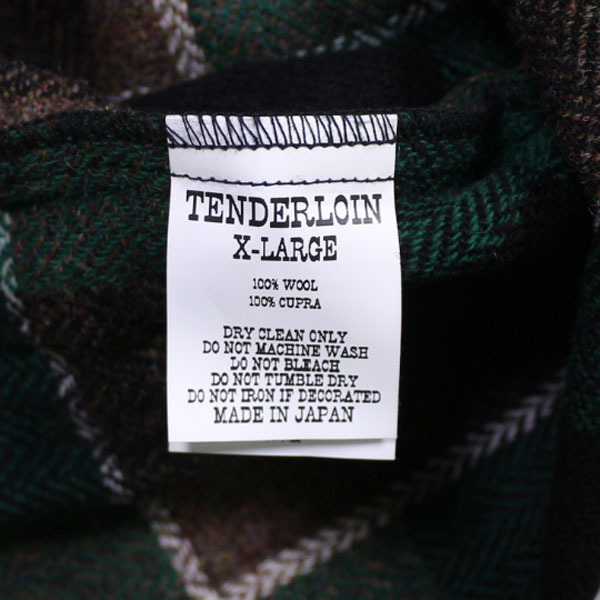 TENDERLOIN
X-LARGE
100% WOOL
100% CUPRA
DRY CLEAN ONLY
DO NOT MACHINE WASH
DO NOT BLEACH
DO NOT TUMBLE DRY
DO NOT IRON IF DECORATED
MADE IN JAPAN